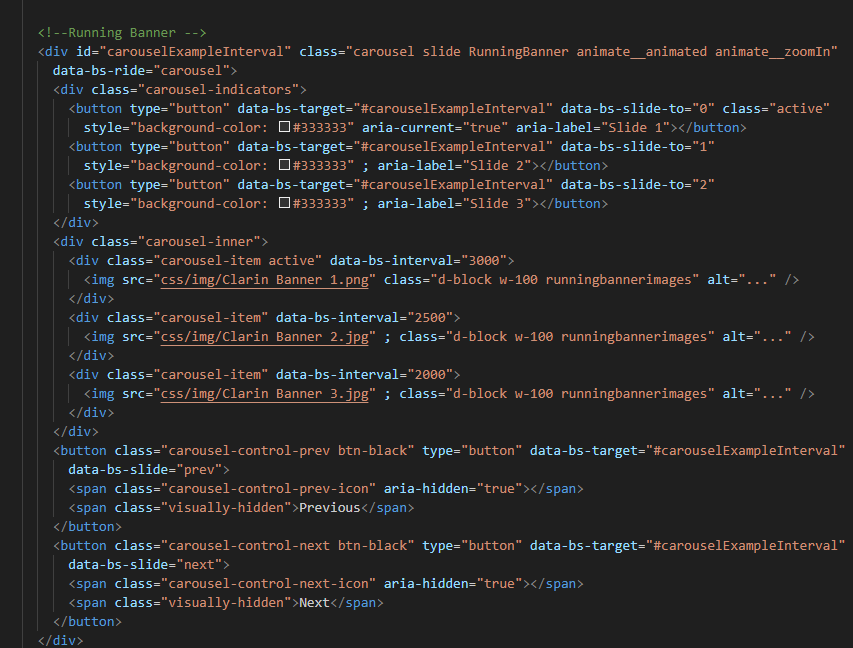 <!--Running Banner -->
<div id="carouselExampleInterval" class="carousel slide RunningBanner animate__animated animate__zoomIn"
data-bs-ride="carousel">
<div class="carousel-indicators">
<button type="button" data-bs-target="#carouselExampleInterval" data-bs-slide-to="0" class="active"
style="background-color: #333333" aria-current="true" aria-label="Slide 1"></button>
<button type="button" data-bs-target="#carouselExampleInterval" data-bs-slide-to="1"
style="background-color: #333333" ; aria-label="Slide 2"></button>
<button type="button" data-bs-target="#carouselExampleInterval" data-bs-slide-to="2"
style="background-color: #333333" ; aria-label="Slide 3"></button>
</div>
<div class="carousel-inner">
<div class="carousel-item active" data-bs-interval="3000">
<img src="css/img/Clarin Banner 1.png" class="d-block w-100 runningbannerimages" alt="..." />
</div>
<div class="carousel-item" data-bs-interval="2500">
<img src="css/img/Clarin Banner 2.jpg" ; class="d-block w-100 runningbannerimages" alt="..." />
</div>
<div class="carousel-item" data-bs-interval="2000">
<img src="css/img/Clarin Banner 3.jpg" ; class="d-block w-100 runningbannerimages" alt="..." />
</div>
</div>
<button class="carousel-control-prev btn-black" type="button" data-bs-target="#carouselExampleInterval"
data-bs-slide="prev">
<span class="carousel-control-prev-icon" aria-hidden="true"></span>
<span class="visually-hidden">Previous</span>
</button>
<button class="carousel-control-next btn-black" type="button" data-bs-target="#carouselExampleInterval"
data-bs-slide="next">
<span class="carousel-control-next-icon" aria-hidden="true"></span>
<span class="visually-hidden">Next</span>
</button>
</div>